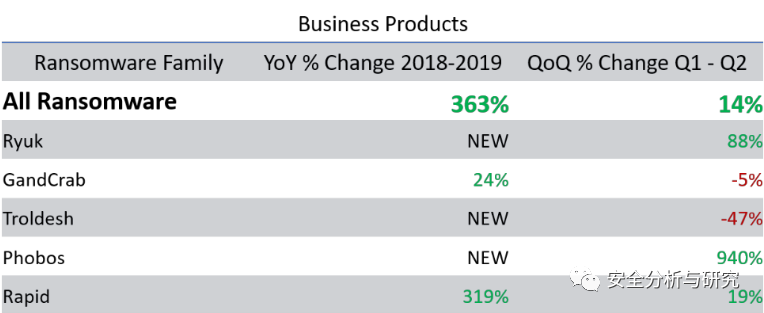 Business Products
Ransomware Family YoY % Change 2018-2019 QoQ % Change Q1 - Q2
All Ransomware 363% 14%
Ryuk NEW 88%
GandCrab 24% -5%
Troldesh NEW -47%
Phobos NEW 940%
安全分析与研究
Rapid 319% 19%